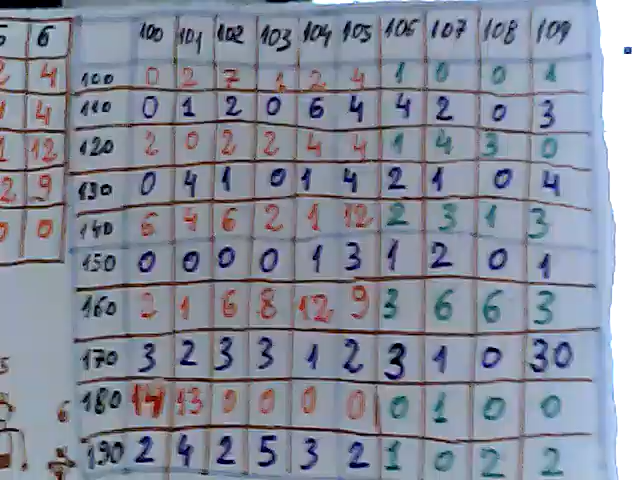 6 100 101 102 103 104 105 106 107 108 109
2 4 100 0 2 7 1 2 4 1 0 0 1
4 110 0 1 2 0 6 4 4 2 0 3
12 120 2 0 2 2 4 4 1 4 3 0
2 9 130 0 4 1 0 1 4 2 1 0 4
0 0 140 6 4 6 2 1 12 2 3 1 3
150 0 0 0 0 1 3 1 2 0 1
160 1 6 8 12 9 3 6 6 3
170 3 2 3 3 1 2 3 1 0 30
6 180 14 13 0 0 0 0 0 1 0 0
190 2 4 2 5 3 2 1 0 2 2